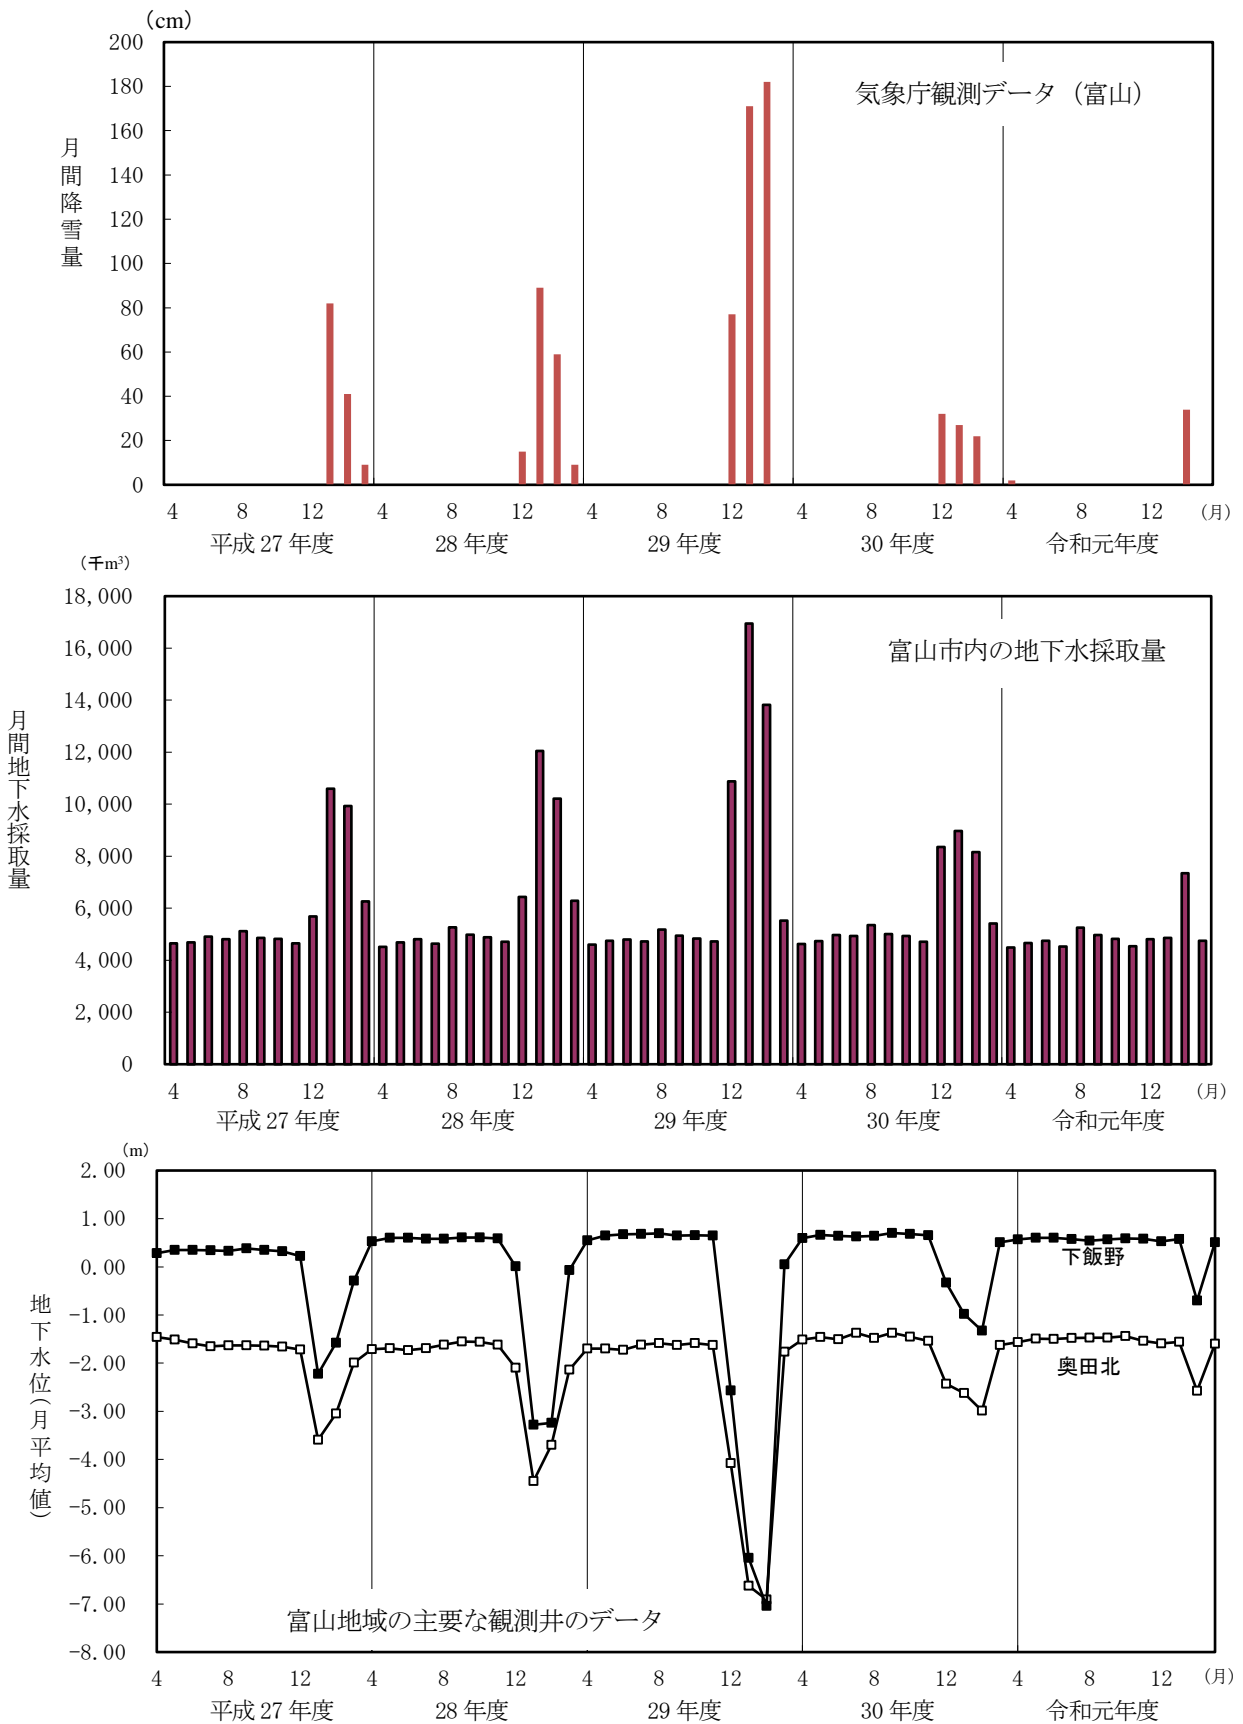 (cm)
200
180
160
140
120
100
80
60
40
20
0
月間降雪量
気象庁観測データ（富山）
4 8 12 4 8 12 4 8 12 4 8 12 4 8 12 (月)
平成 27 年度 28 年度 29 年度 30 年度 令和元年度
（千m³）
18,000
16,000
14,000
12,000
10,000
8,000
6,000
4,000
2,000
0
月間地下水採取量
富山市内の地下水採取量
4 8 12 4 8 12 4 8 12 4 8 12 4 8 12 (月)
平成 27 年度 28 年度 29 年度 30 年度 令和元年度
(m)
2.00
1.00
0.00
-1.00
-2.00
-3.00
-4.00
-5.00
-6.00
-7.00
-8.00
地下水位(月平均値)
下飯野
奥田北
富山地域の主要な観測井のデータ
4 8 12 4 8 12 4 8 12 4 8 12 4 8 12 (月)
平成 27 年度 28 年度 29 年度 30 年度 令和元年度